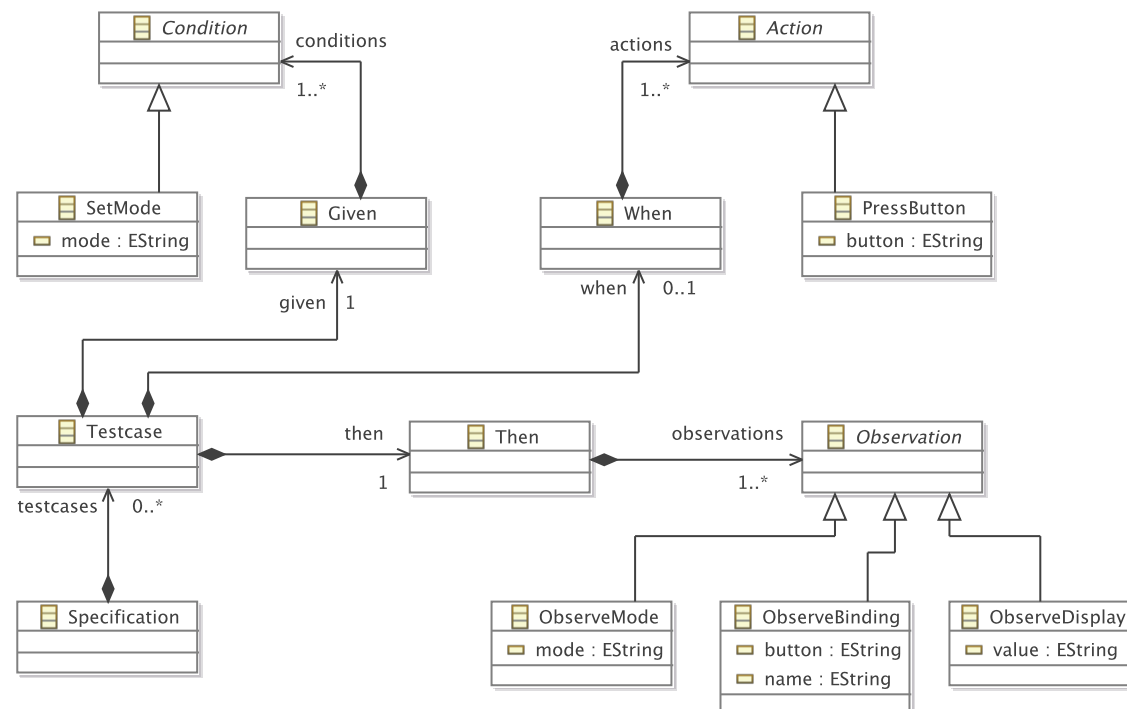 Condition
conditions
1..*
Action
actions
1..*
SetMode
mode : EString
Given
When
PressButton
button : EString
given 1
when 0..1
Testcase
then
1
Then
observations
1..*
Observation
testcases 0..*
Specification
ObserveMode
mode : EString
ObserveBinding
button : EString
name : EString
ObserveDisplay
value : EString